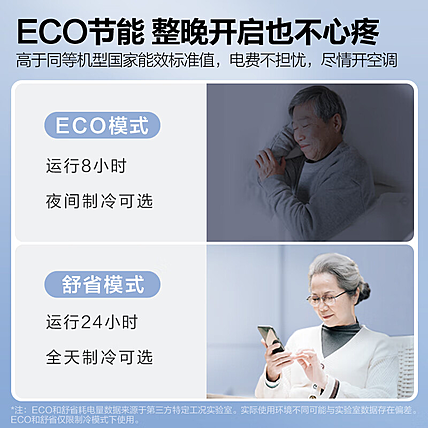 ECO节能 整晚开启也不心疼
高于同等机型国家能效标准值，电费不担忧，尽情开空调
ECO模式
运行8小时
夜间制冷可选
舒省模式
运行24小时
全天制冷可选
*注：ECO和舒省耗电量数据来源于第三方特定工况实验室，实际使用环境不同可能与实验室数据存在偏差。
ECO和舒省仅限制冷模式下使用。